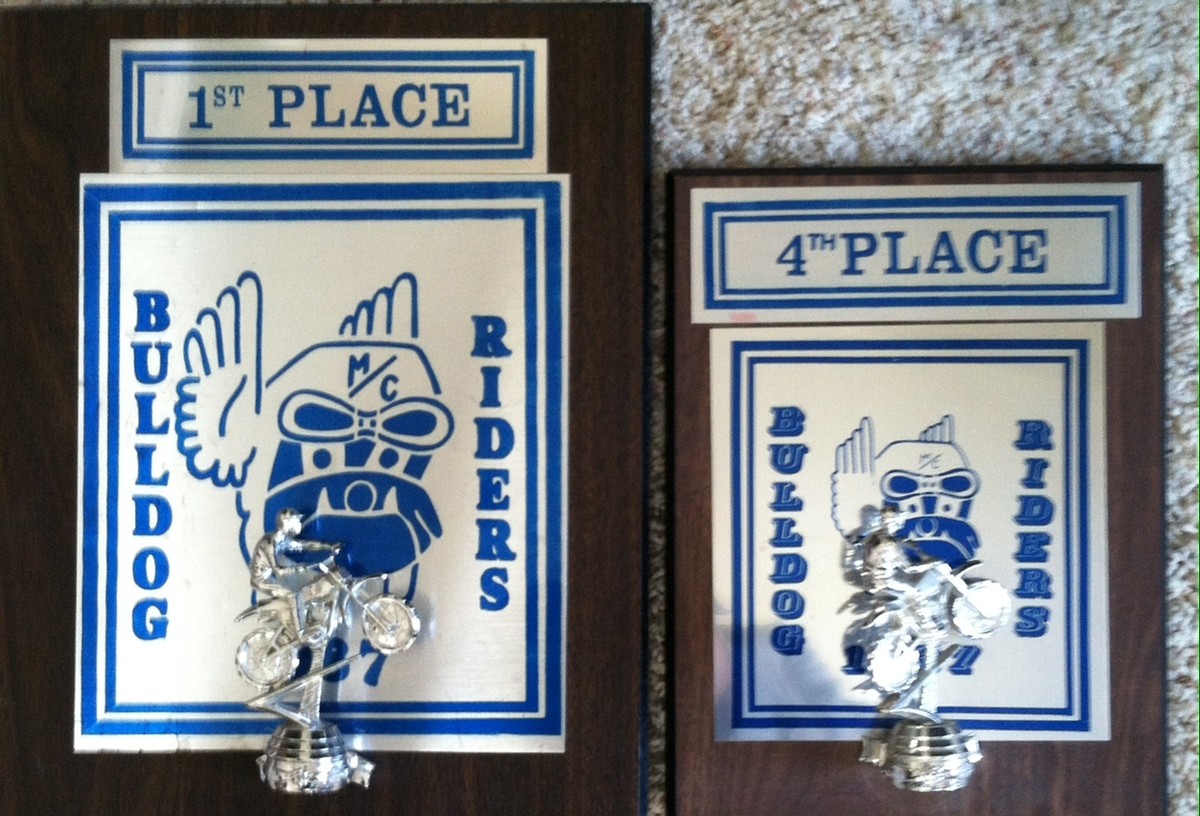 1ST PLACE
BULLDOG
RIDERS
M/C
4TH PLACE
BULLDOG
RIDERS
M/C